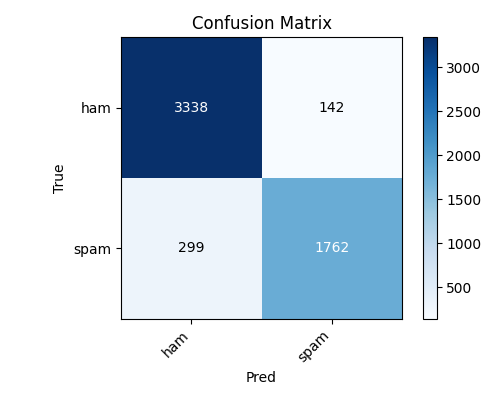 Confusion Matrix
True
ham
3338
142
spam
299
1762
ham
spam
Pred
3000
2500
2000
1500
1000
500